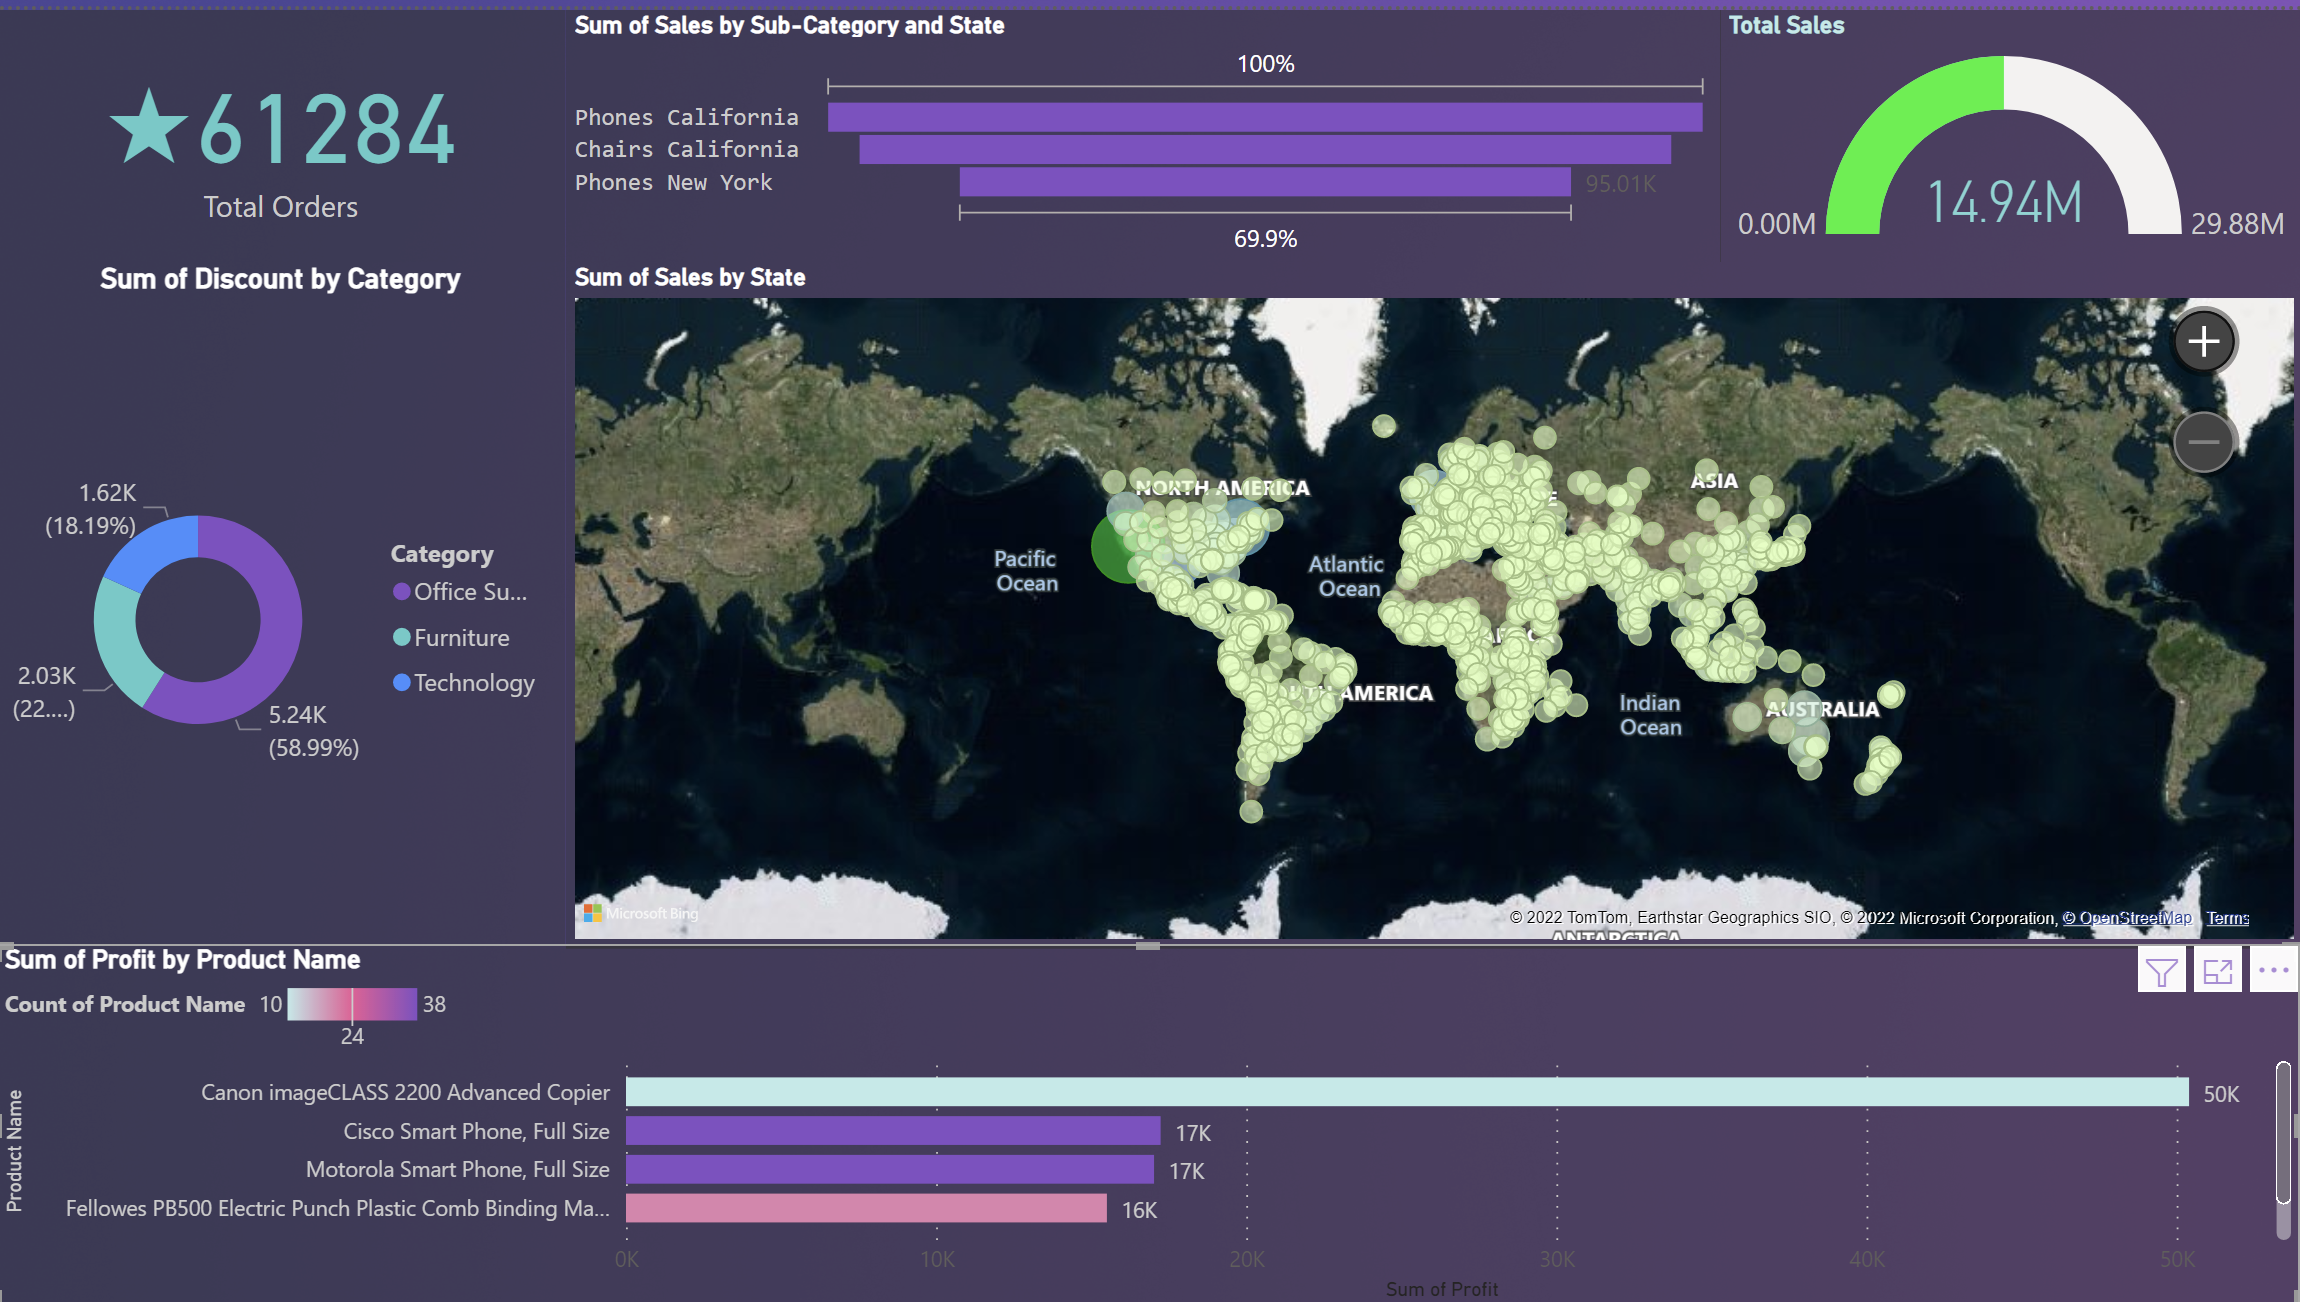 ★61284
Total Orders
Sum of Sales by Sub-Category and State
100%
Phones California
Chairs California
Phones New York
95.01K
69.9%
Total Sales
14.94M
0.00M
29.88M
Sum of Discount by Category
1.62K
(18.19%)
2.03K
(22....)
5.24K
(58.99%)
Category
Office Su...
Furniture
Technology
Sum of Sales by State
NORTH AMERICA
ASIA
Pacific
Ocean
Atlantic
Ocean
AMERICA
Indian
Ocean
AUSTRALIA
Microsoft Bing
© 2022 TomTom, Earthstar Geographics SIO, © 2022 Microsoft Corporation, © OpenStreetMap Terms
ANTARCTICA
Sum of Profit by Product Name
Count of Product Name 10 38
24
Product Name
Canon imageCLASS 2200 Advanced Copier 50K
Cisco Smart Phone, Full Size 17K
Motorola Smart Phone, Full Size 17K
Fellowes PB500 Electric Punch Plastic Comb Binding Ma... 16K
0K 10K 20K 30K 40K 50K
Sum of Profit